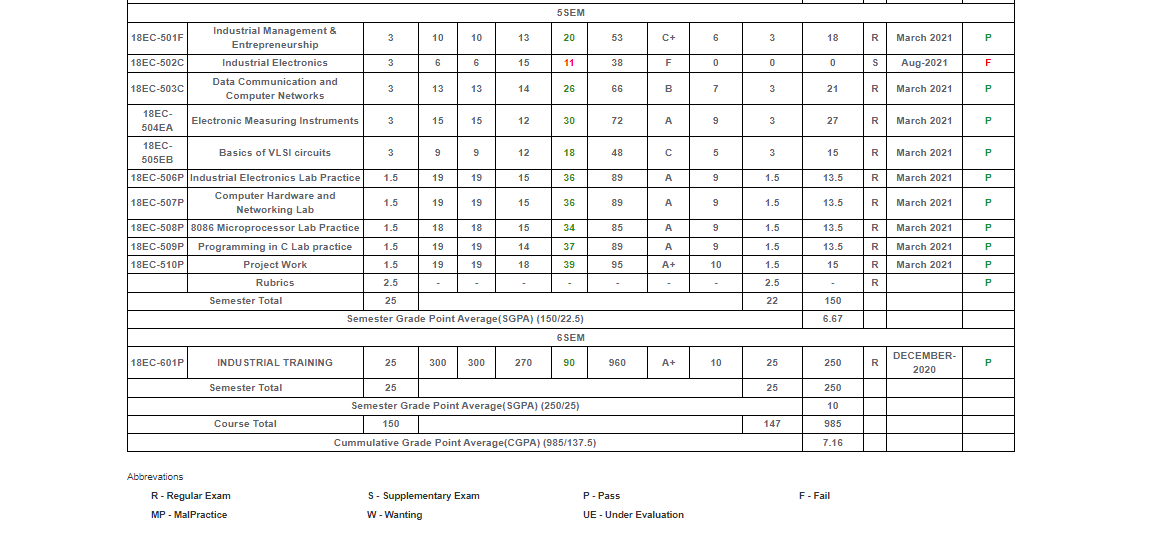 5SEM
18EC-501F Industrial Management & Entrepreneurship 3 10 10 13 20 53 C+ 6 3 18 R March 2021 P
18EC-502C Industrial Electronics 3 6 6 15 11 38 F 0 0 0 S Aug-2021 F
18EC-503C Data Communication and Computer Networks 3 13 13 14 26 66 B 7 3 21 R March 2021 P
18EC-504EA Electronic Measuring Instruments 3 15 15 12 30 72 A 9 3 27 R March 2021 P
18EC-505EB Basics of VLSI circuits 3 9 9 12 18 48 C 5 3 15 R March 2021 P
18EC-506P Industrial Electronics Lab Practice 1.5 19 19 15 36 89 A 9 1.5 13.5 R March 2021 P
18EC-507P Computer Hardware and Networking Lab 1.5 19 19 15 36 89 A 9 1.5 13.5 R March 2021 P
18EC-508P 8086 Microprocessor Lab Practice 1.5 18 18 15 34 85 A 9 1.5 13.5 R March 2021 P
18EC-509P Programming in C Lab practice 1.5 19 19 14 37 89 A 9 1.5 13.5 R March 2021 P
18EC-510P Project Work 1.5 19 19 18 39 95 A+ 10 1.5 15 R March 2021 P
Rubrics 2.5 - - - - - - - 2.5 - R P
Semester Total 25 22 150
Semester Grade Point Average(SGPA) (150/22.5) 6.67
6SEM
18EC-601P INDUSTRIAL TRAINING 25 300 300 270 90 960 A+ 10 25 250 R DECEMBER-2020 P
Semester Total 25 25 250
Semester Grade Point Average(SGPA) (250/25) 10
Course Total 150 147 985
Cummulative Grade Point Average(CGPA) (985/137.5) 7.16
Abbrevations
R - Regular Exam S - Supplementary Exam P - Pass F - Fail
MP - MalPractice W - Wanting UE - Under Evaluation